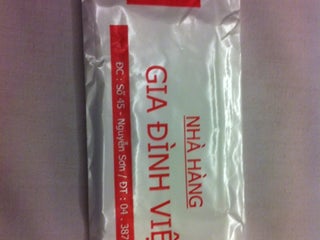 NHÀ HÀNG
GIA ĐÌNH VIỆ
ĐC : Số 45 - Nguyễn Sơn / ĐT : 04 . 387